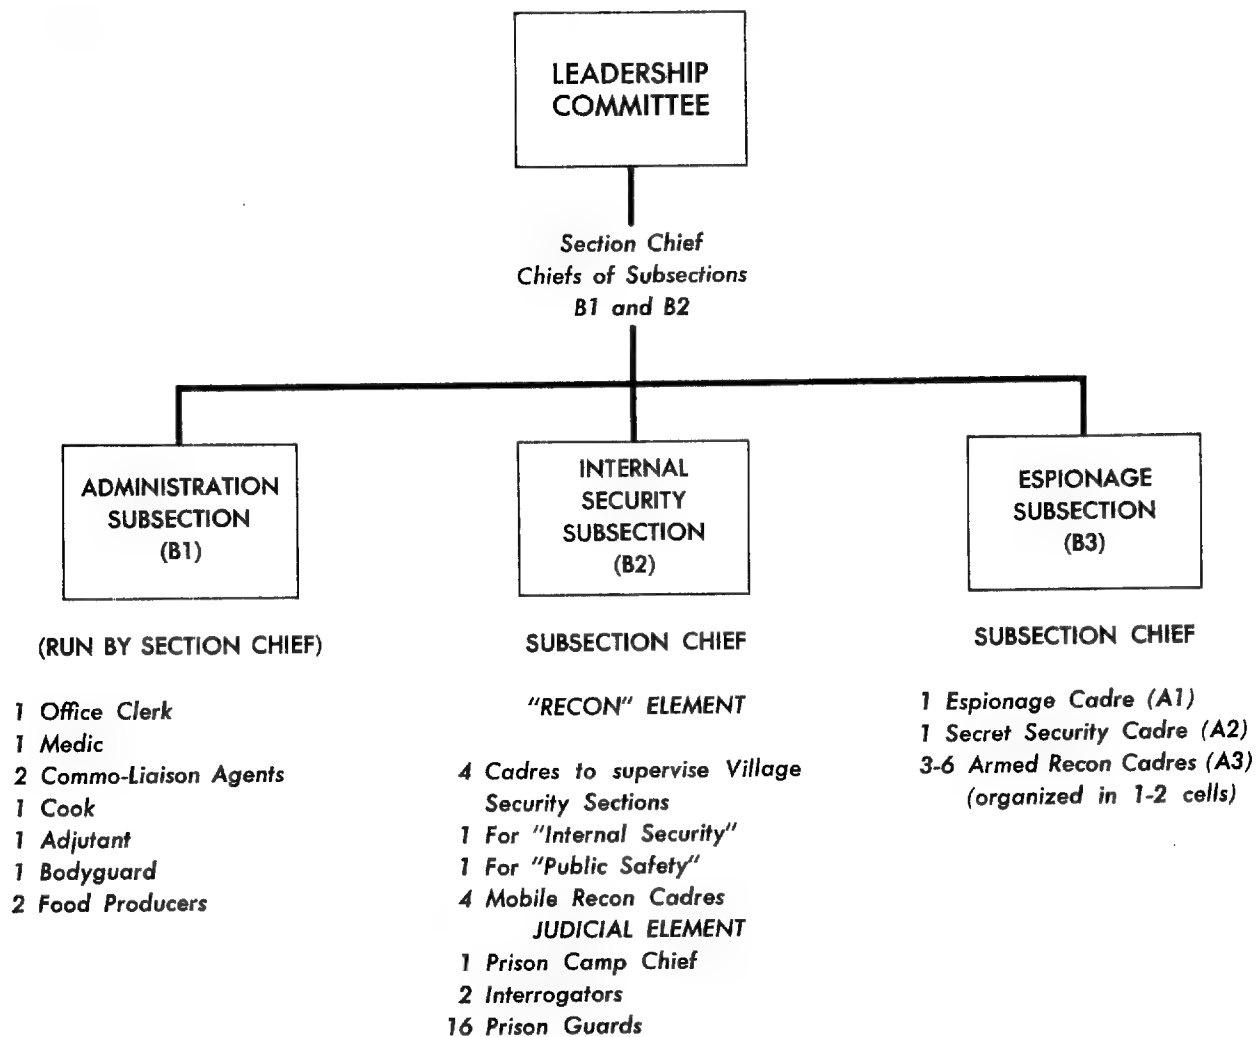 LEADERSHIP
COMMITTEE
Section Chief
Chiefs of Subsections
B1 and B2
ADMINISTRATION
SUBSECTION
(B1)
(RUN BY SECTION CHIEF)
1 Office Clerk
1 Medic
2 Commo-Liaison Agents
1 Cook
1 Adjutant
1 Bodyguard
2 Food Producers
INTERNAL
SECURITY
SUBSECTION
(B2)
SUBSECTION CHIEF
"RECON" ELEMENT
4 Cadres to supervise Village
Security Sections
1 For "Internal Security"
1 For "Public Safety"
4 Mobile Recon Cadres
JUDICIAL ELEMENT
1 Prison Camp Chief
2 Interrogators
16 Prison Guards
ESPIONAGE
SUBSECTION
(B3)
SUBSECTION CHIEF
1 Espionage Cadre (A1)
1 Secret Security Cadre (A2)
3-6 Armed Recon Cadres (A3)
(organized in 1-2 cells)